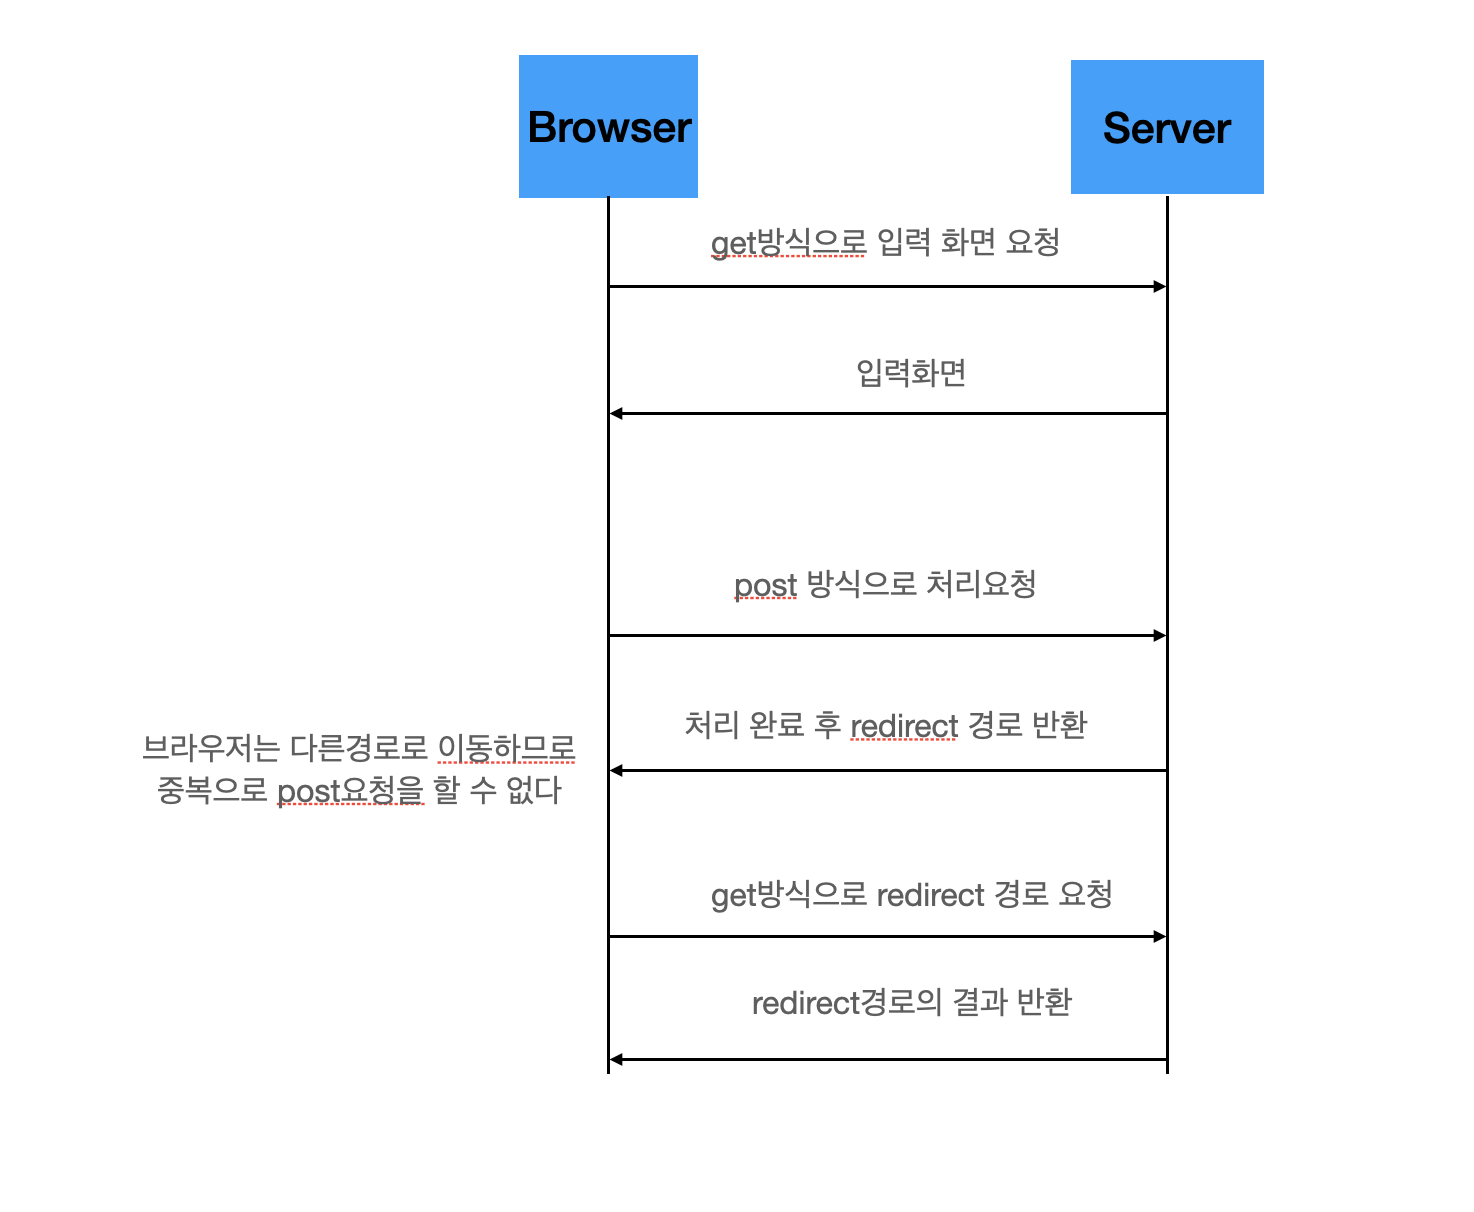 Browser
Server
get방식으로 입력 화면 요청
입력화면
post 방식으로 처리요청
처리 완료 후 redirect 경로 반환
브라우저는 다른경로로 이동하므로
중복으로 post요청을 할 수 없다
get방식으로 redirect 경로 요청
redirect경로의 결과 반환